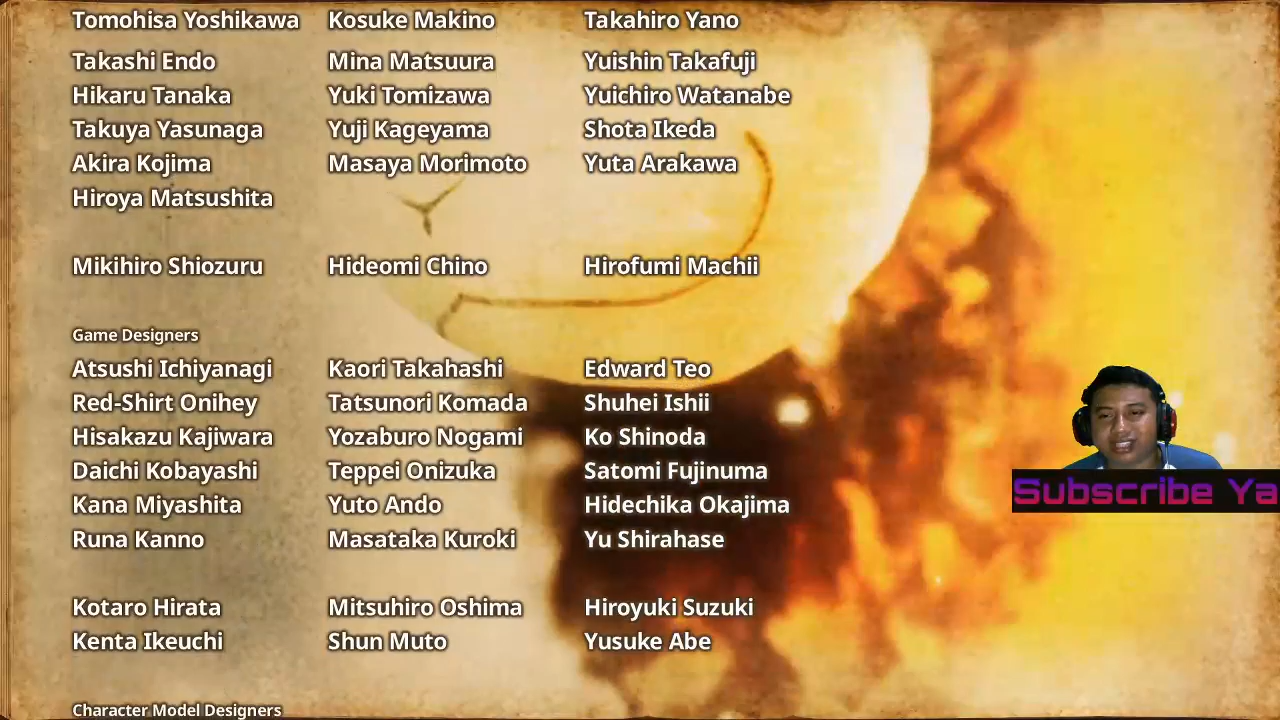 Tomohisa Yoshikawa Kosuke Makino Takahiro Yano
Takashi Endo Mina Matsuura Yuishin Takafuji
Hikaru Tanaka Yuki Tomizawa Yuichiro Watanabe
Takuya Yasunaga Yuji Kageyama Shota Ikeda
Akira Kojima Masaya Morimoto Yuta Arakawa
Hiroya Matsushita
Mikihiro Shiozuru Hideomi Chino Hirofumi Machii
Game Designers
Atsushi Ichiyanagi Kaori Takahashi Edward Teo
Red-Shirt Onihey Tatsunori Komada Shuhei Ishii
Hisakazu Kajiwara Yozaburo Nogami Ko Shinoda
Daichi Kobayashi Teppei Onizuka Satomi Fujinuma
Kana Miyashita Yuto Ando Hidechika Okajima
Runa Kanno Masataka Kuroki Yu Shirahase
Kotaro Hirata Mitsuhiro Oshima Hiroyuki Suzuki
Kenta Ikeuchi Shun Muto Yusuke Abe
Character Model Designers
Subscribe Ya